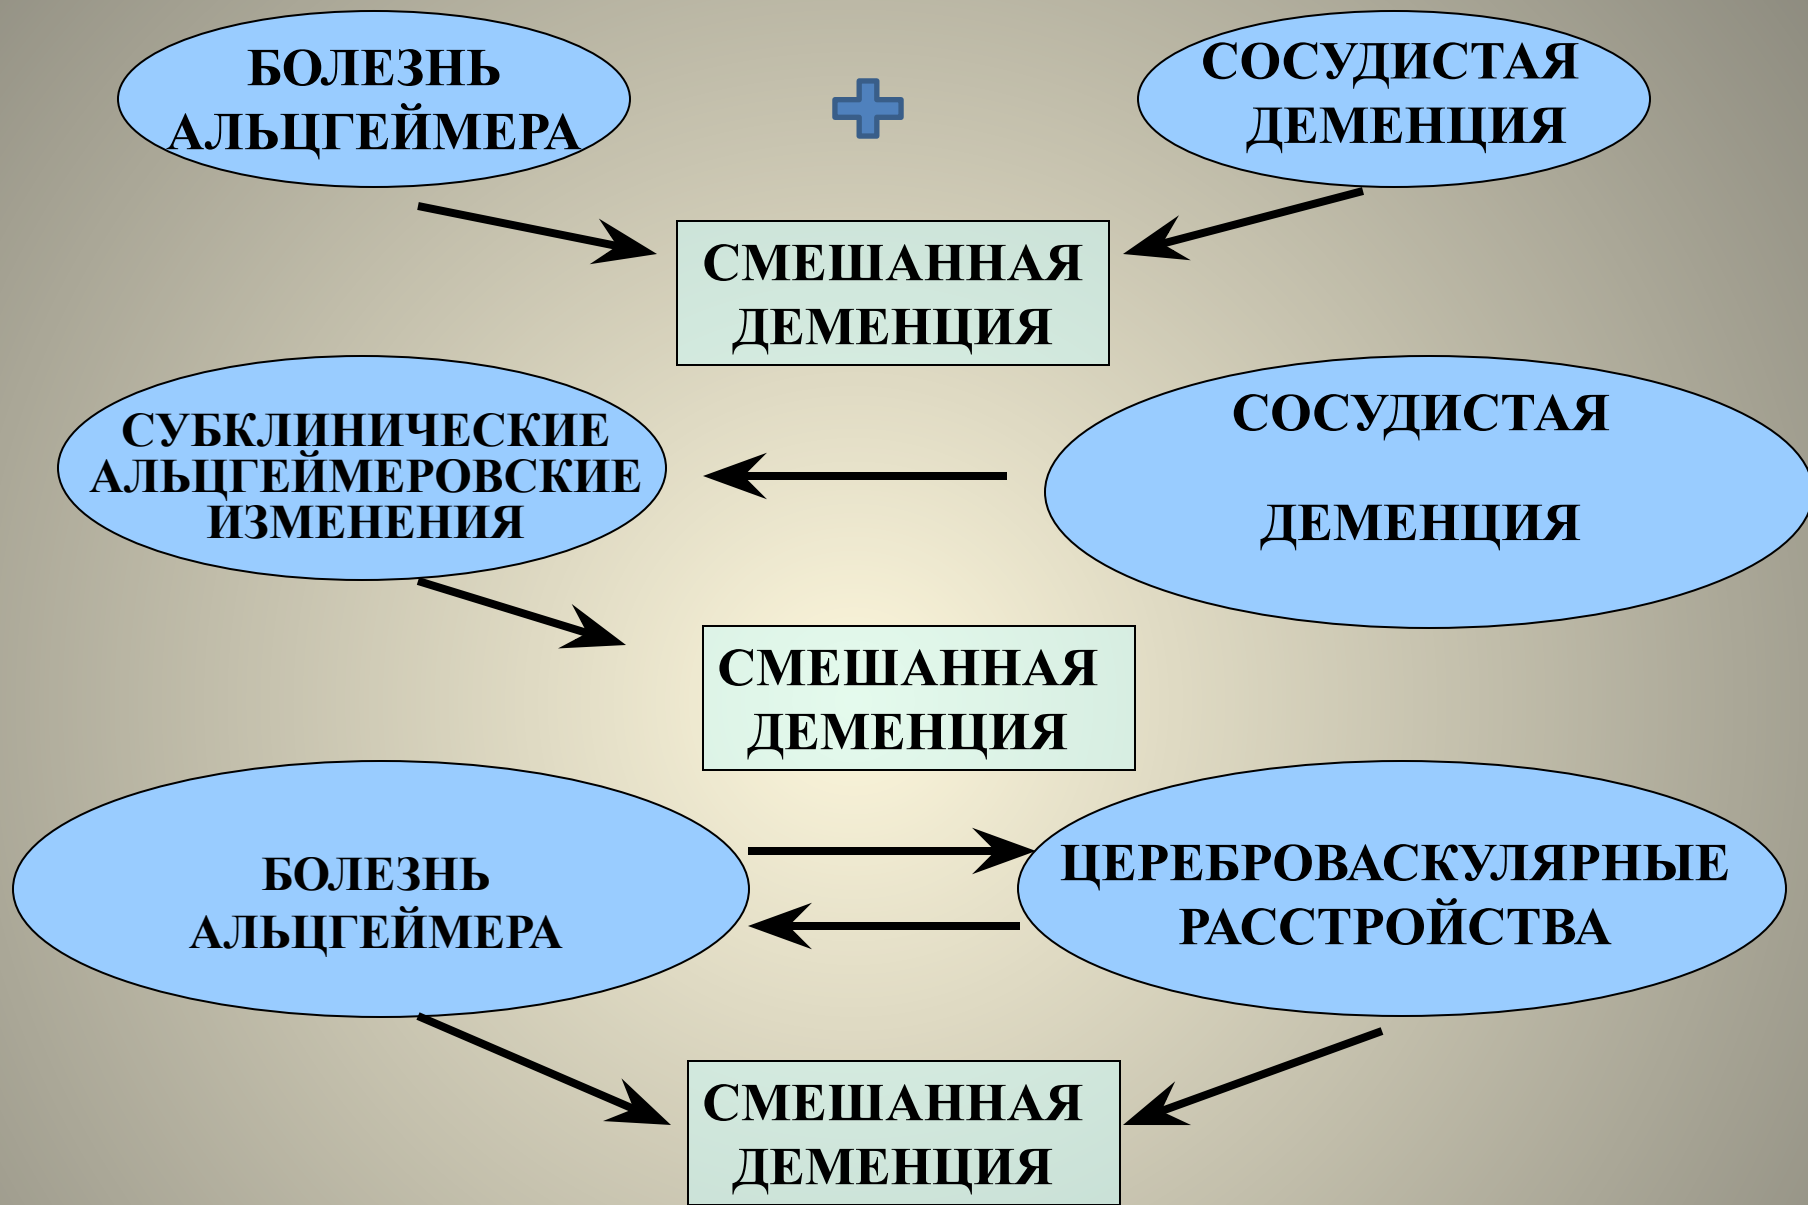 БОЛЕЗНЬ
АЛЬЦГЕЙМЕРА
СОСУДИСТАЯ
ДЕМЕНЦИЯ
СМЕШАННАЯ
ДЕМЕНЦИЯ
СУБКЛИНИЧЕСКИЕ
АЛЬЦГЕЙМЕРОВСКИЕ
ИЗМЕНЕНИЯ
СОСУДИСТАЯ
ДЕМЕНЦИЯ
СМЕШАННАЯ
ДЕМЕНЦИЯ
БОЛЕЗНЬ
АЛЬЦГЕЙМЕРА
ЦЕРЕБРОВАСКУЛЯРНЫЕ
РАССТРОЙСТВА
СМЕШАННАЯ
ДЕМЕНЦИЯ